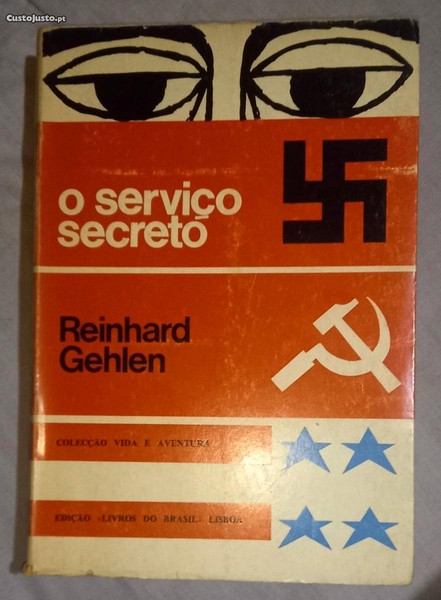 CustoJusto.pt
o serviço
secreto
Reinhard
Gehlen
COLECÇÃO VIDA E AVENTURA
EDIÇÃO «LIVROS DO BRASIL» LISBOA